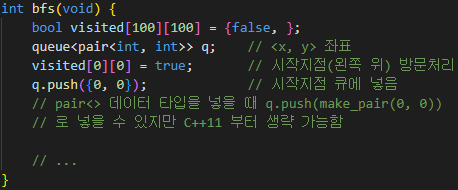 int bfs(void) {
    bool visited[100][100] = {false, };
    queue<pair<int, int>> q;    // <x, y> 좌표
    visited[0][0] = true;       // 시작지점(왼쪽 위) 방문처리
    q.push({0, 0});             // 시작지점 큐에 넣음
    // pair<> 데이터 타입을 넣을 때 q.push(make_pair(0, 0))
    // 로 넣을 수 있지만 C++11 부터 생략 가능함
    // ...
}